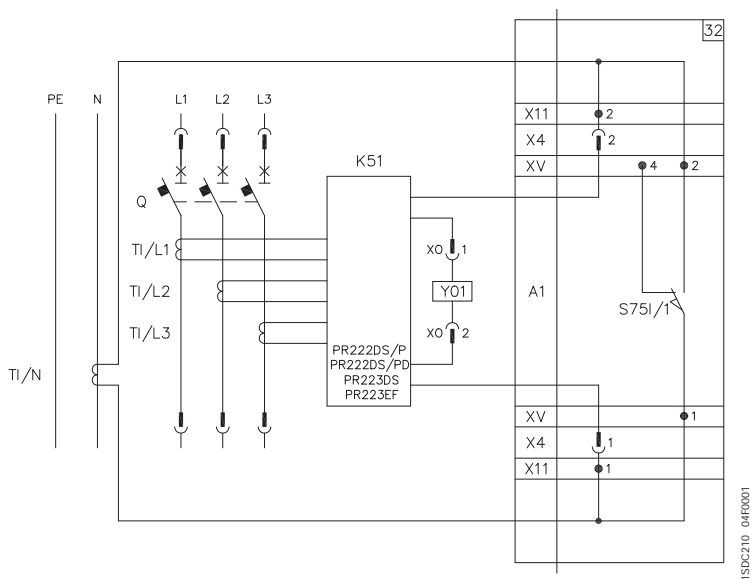 32
PE N L1 L2 L3
X11 2
X4 2
K51
XV 4 2
Q
TI/L1
X0 1
TI/L2
Y01
A1
S75I/1
TI/L3
X0 2
PR222DS/P
PR222DS/PD
PR223DS
PR223EF
TI/N
XV 1
X4 1
X11 1
1SDC210 04F0001